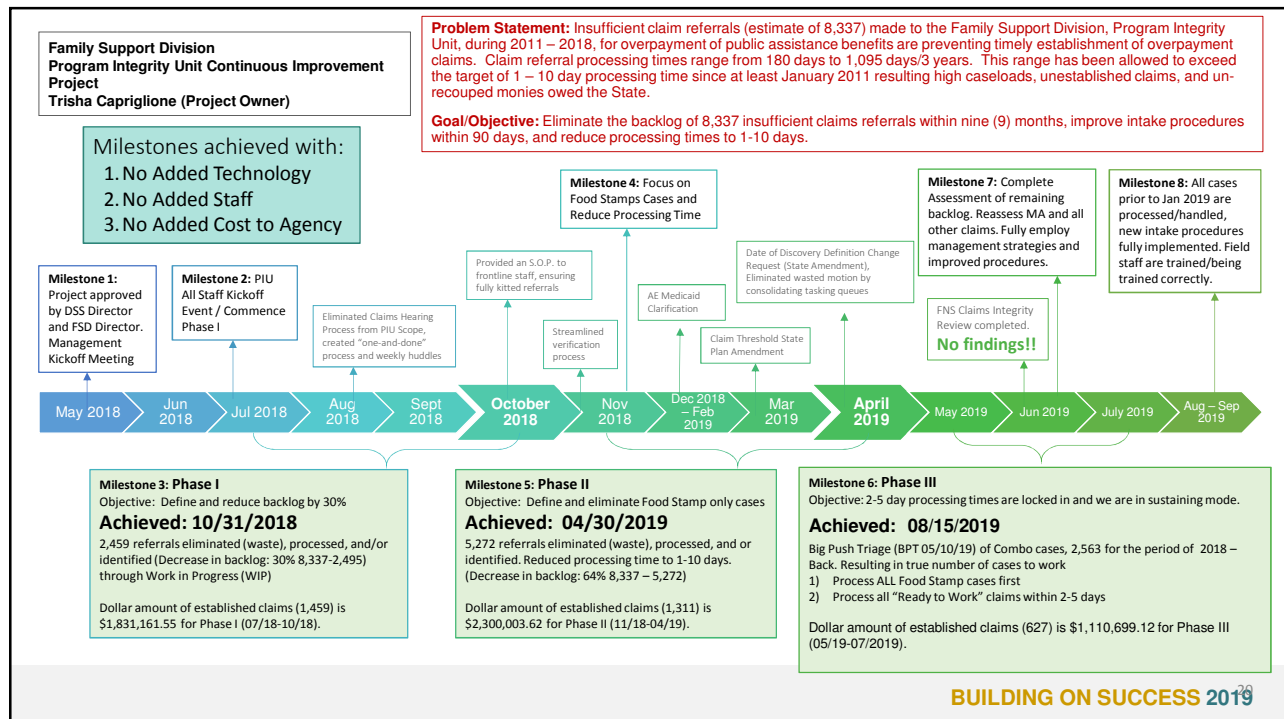 Family Support Division
Program Integrity Unit Continuous Improvement
Project
Trisha Capriglione (Project Owner)
Problem Statement: Insufficient claim referrals (estimate of 8,337) made to the Family Support Division, Program Integrity
Unit, during 2011 – 2018, for overpayment of public assistance benefits are preventing timely establishment of overpayment
claims. Claim referral processing times range from 180 days to 1,095 days/3 years. This range has been allowed to exceed
the target of 1 – 10 day processing time since at least January 2011 resulting high caseloads, unestablished claims, and un-
recouped monies owed the State.
Goal/Objective: Eliminate the backlog of 8,337 insufficient claims referrals within nine (9) months, improve intake procedures
within 90 days, and reduce processing times to 1-10 days.
Milestones achieved with:
1. No Added Technology
2. No Added Staff
3. No Added Cost to Agency
Milestone 1:
Project approved
by DSS Director
and FSD Director.
Management
Kickoff Meeting
Milestone 2: PIU
All Staff Kickoff
Event / Commence
Phase I
Eliminated Claims Hearing
Process from PIU Scope,
created "one-and-done"
process and weekly huddles
Provided an S.O.P. to
frontline staff, ensuring
fully kitted referrals
Streamlined
verification
process
Milestone 4: Focus on
Food Stamps Cases and
Reduce Processing Time
AE Medicaid
Clarification
Claim Threshold State
Plan Amendment
Date of Discovery Definition Change
Request (State Amendment),
Eliminated wasted motion by
consolidating tasking queues
Milestone 7: Complete
Assessment of remaining
backlog. Reassess MA and all
other claims. Fully employ
management strategies and
improved procedures.
FNS Claims Integrity
Review completed.
No findings!!
Milestone 8: All cases
prior to Jan 2019 are
processed/handled,
new intake procedures
fully implemented. Field
staff are trained/being
trained correctly.
May 2018
Jun
2018
Jul 2018
Aug
2018
Sept
2018
October
2018
Nov
2018
Dec 2018
– Feb
2019
Mar
2019
April
2019
May 2019
Jun 2019
July 2019
Aug – Sep
2019
Milestone 3: Phase I
Objective: Define and reduce backlog by 30%
Achieved: 10/31/2018
2,459 referrals eliminated (waste), processed, and/or
identified (Decrease in backlog: 30% 8,337-2,495)
through Work in Progress (WIP)
Dollar amount of established claims (1,459) is
$1,831,161.55 for Phase I (07/18-10/18).
Milestone 5: Phase II
Objective: Define and eliminate Food Stamp only cases
Achieved: 04/30/2019
5,272 referrals eliminated (waste), processed, and or
identified. Reduced processing time to 1-10 days.
(Decrease in backlog: 64% 8,337 – 5,272)
Dollar amount of established claims (1,311) is
$2,300,003.62 for Phase II (11/18-04/19).
Milestone 6: Phase III
Objective: 2-5 day processing times are locked in and we are in sustaining mode.
Achieved: 08/15/2019
Big Push Triage (BPT 05/10/19) of Combo cases, 2,563 for the period of 2018 –
Back. Resulting in true number of cases to work
1) Process ALL Food Stamp cases first
2) Process all "Ready to Work" claims within 2-5 days
Dollar amount of established claims (627) is $1,110,699.12 for Phase III
(05/19-07/2019).
BUILDING ON SUCCESS 2019
20